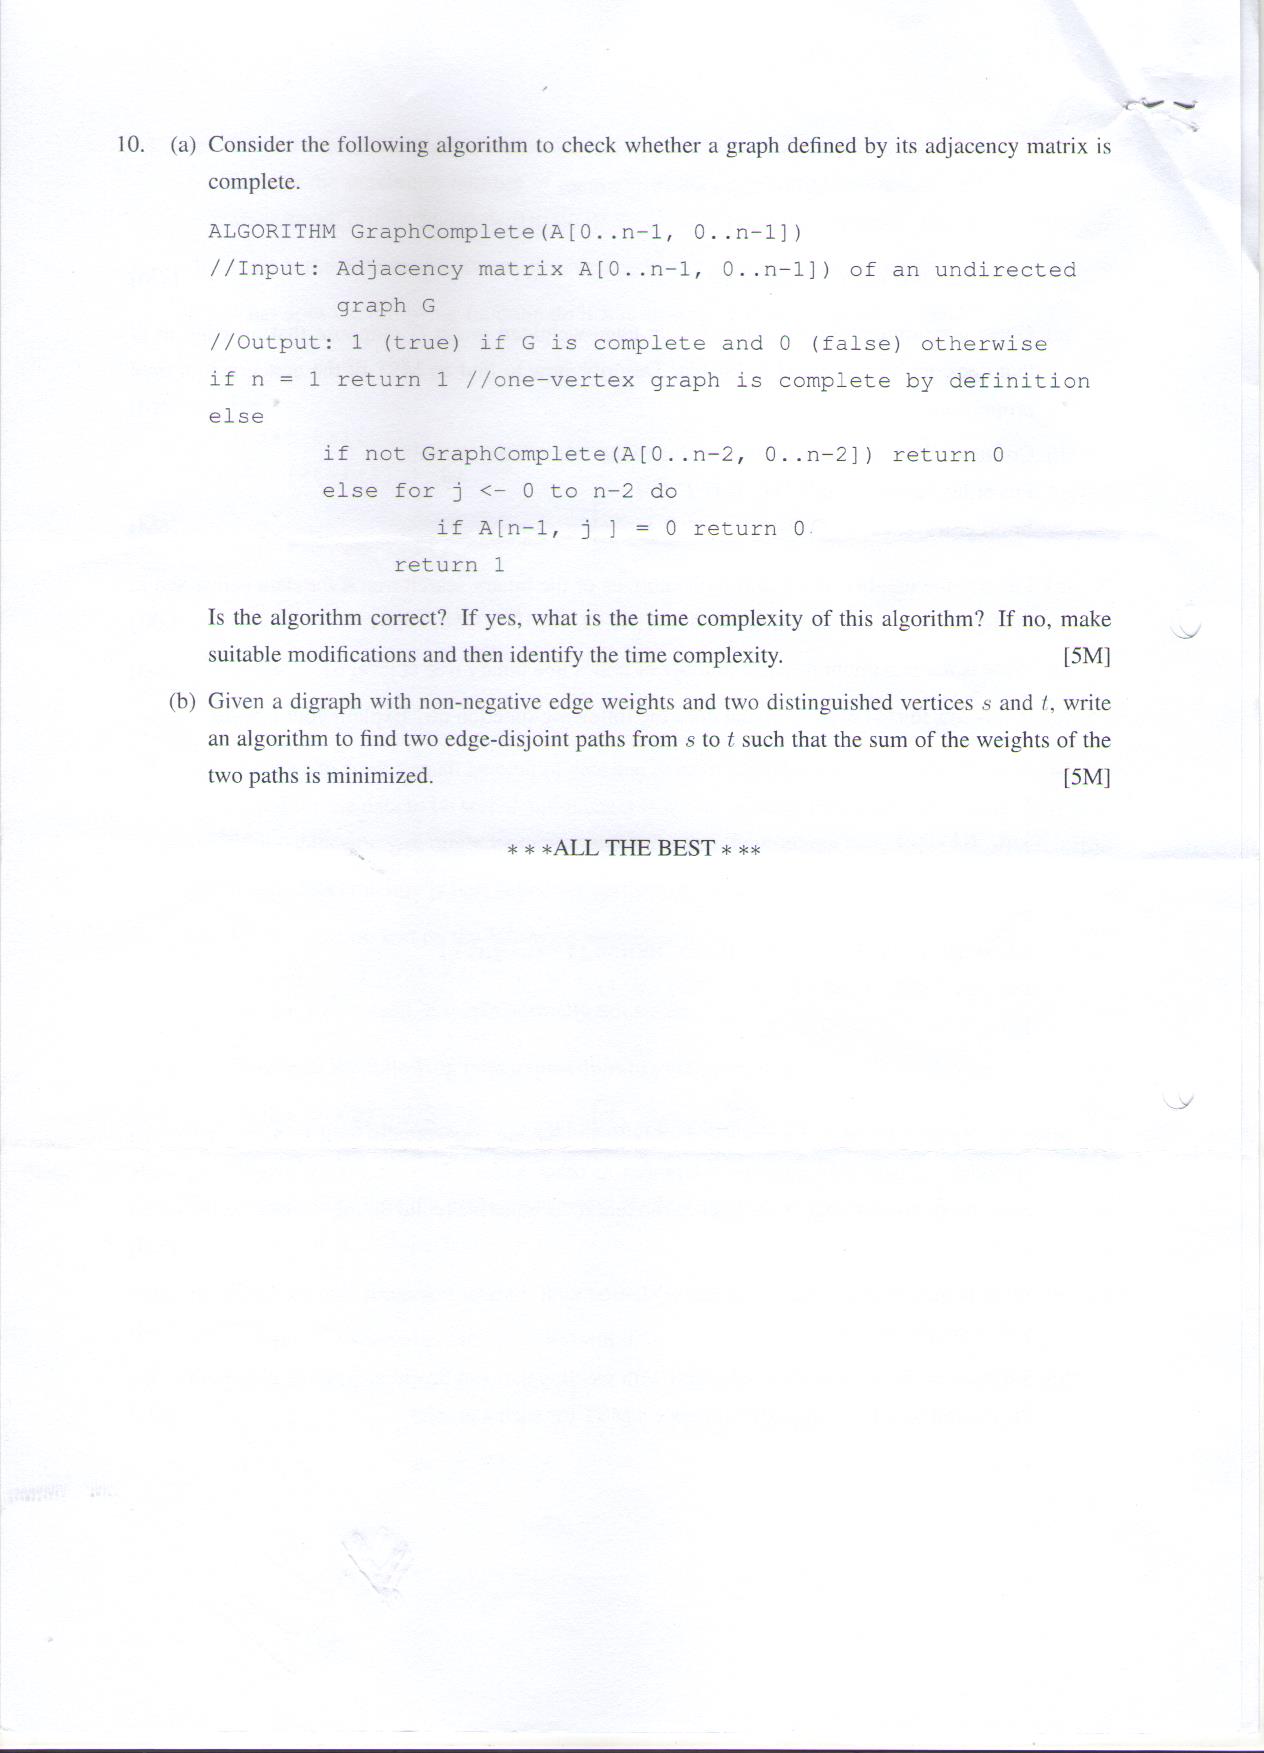 10. (a) Consider the following algorithm to check whether a graph defined by its adjacency matrix is
complete.
ALGORITHM GraphComplete(A[0..n-1, 0..n-1])
//Input: Adjacency matrix A[0..n-1, 0..n-1]) of an undirected
graph G
//Output: 1 (true) if G is complete and 0 (false) otherwise
if n = 1 return 1 //one-vertex graph is complete by definition
else
if not GraphComplete(A[0..n-2, 0..n-2]) return 0
else for j <- 0 to n-2 do
if A[n-1, j ] = 0 return 0
return 1
Is the algorithm correct? If yes, what is the time complexity of this algorithm? If no, make
suitable modifications and then identify the time complexity. [5M]
(b) Given a digraph with non-negative edge weights and two distinguished vertices s and t, write
an algorithm to find two edge-disjoint paths from s to t such that the sum of the weights of the
two paths is minimized. [5M]
* * *ALL THE BEST * **